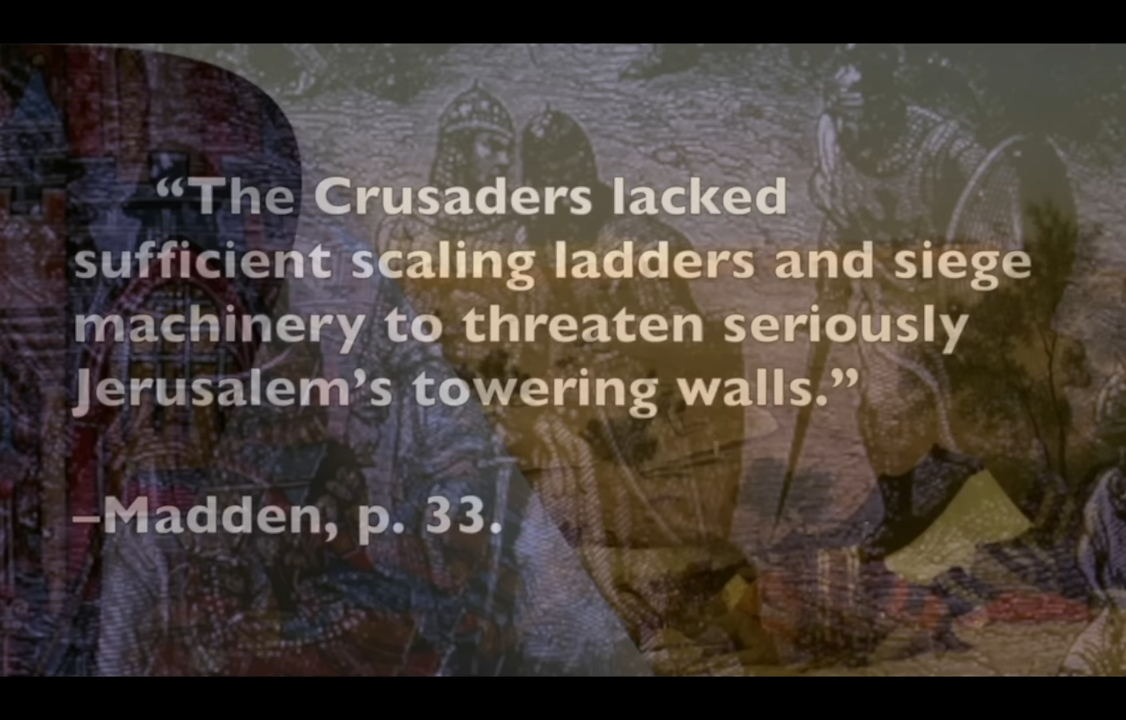 “The Crusaders lacked
sufficient scaling ladders and siege
machinery to threaten seriously
Jerusalem’s towering walls.”
–Madden, p. 33.